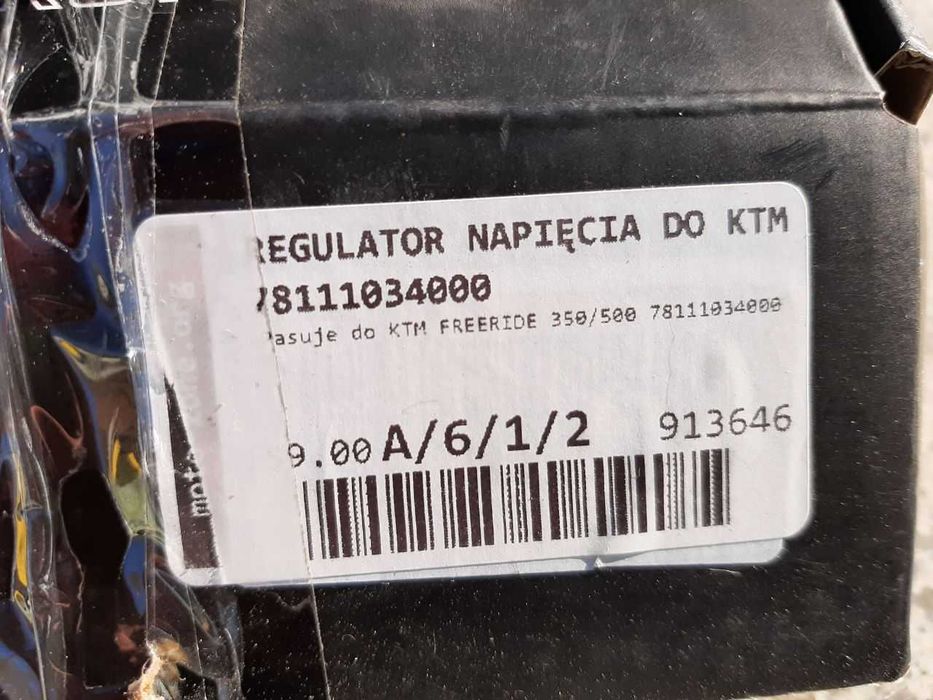 REGULATOR NAPIĘCIA DO KTM
78111034000
Pasuje do KTM FREERIDE 350/500 78111034000
9.00 A/6/1/2 913646